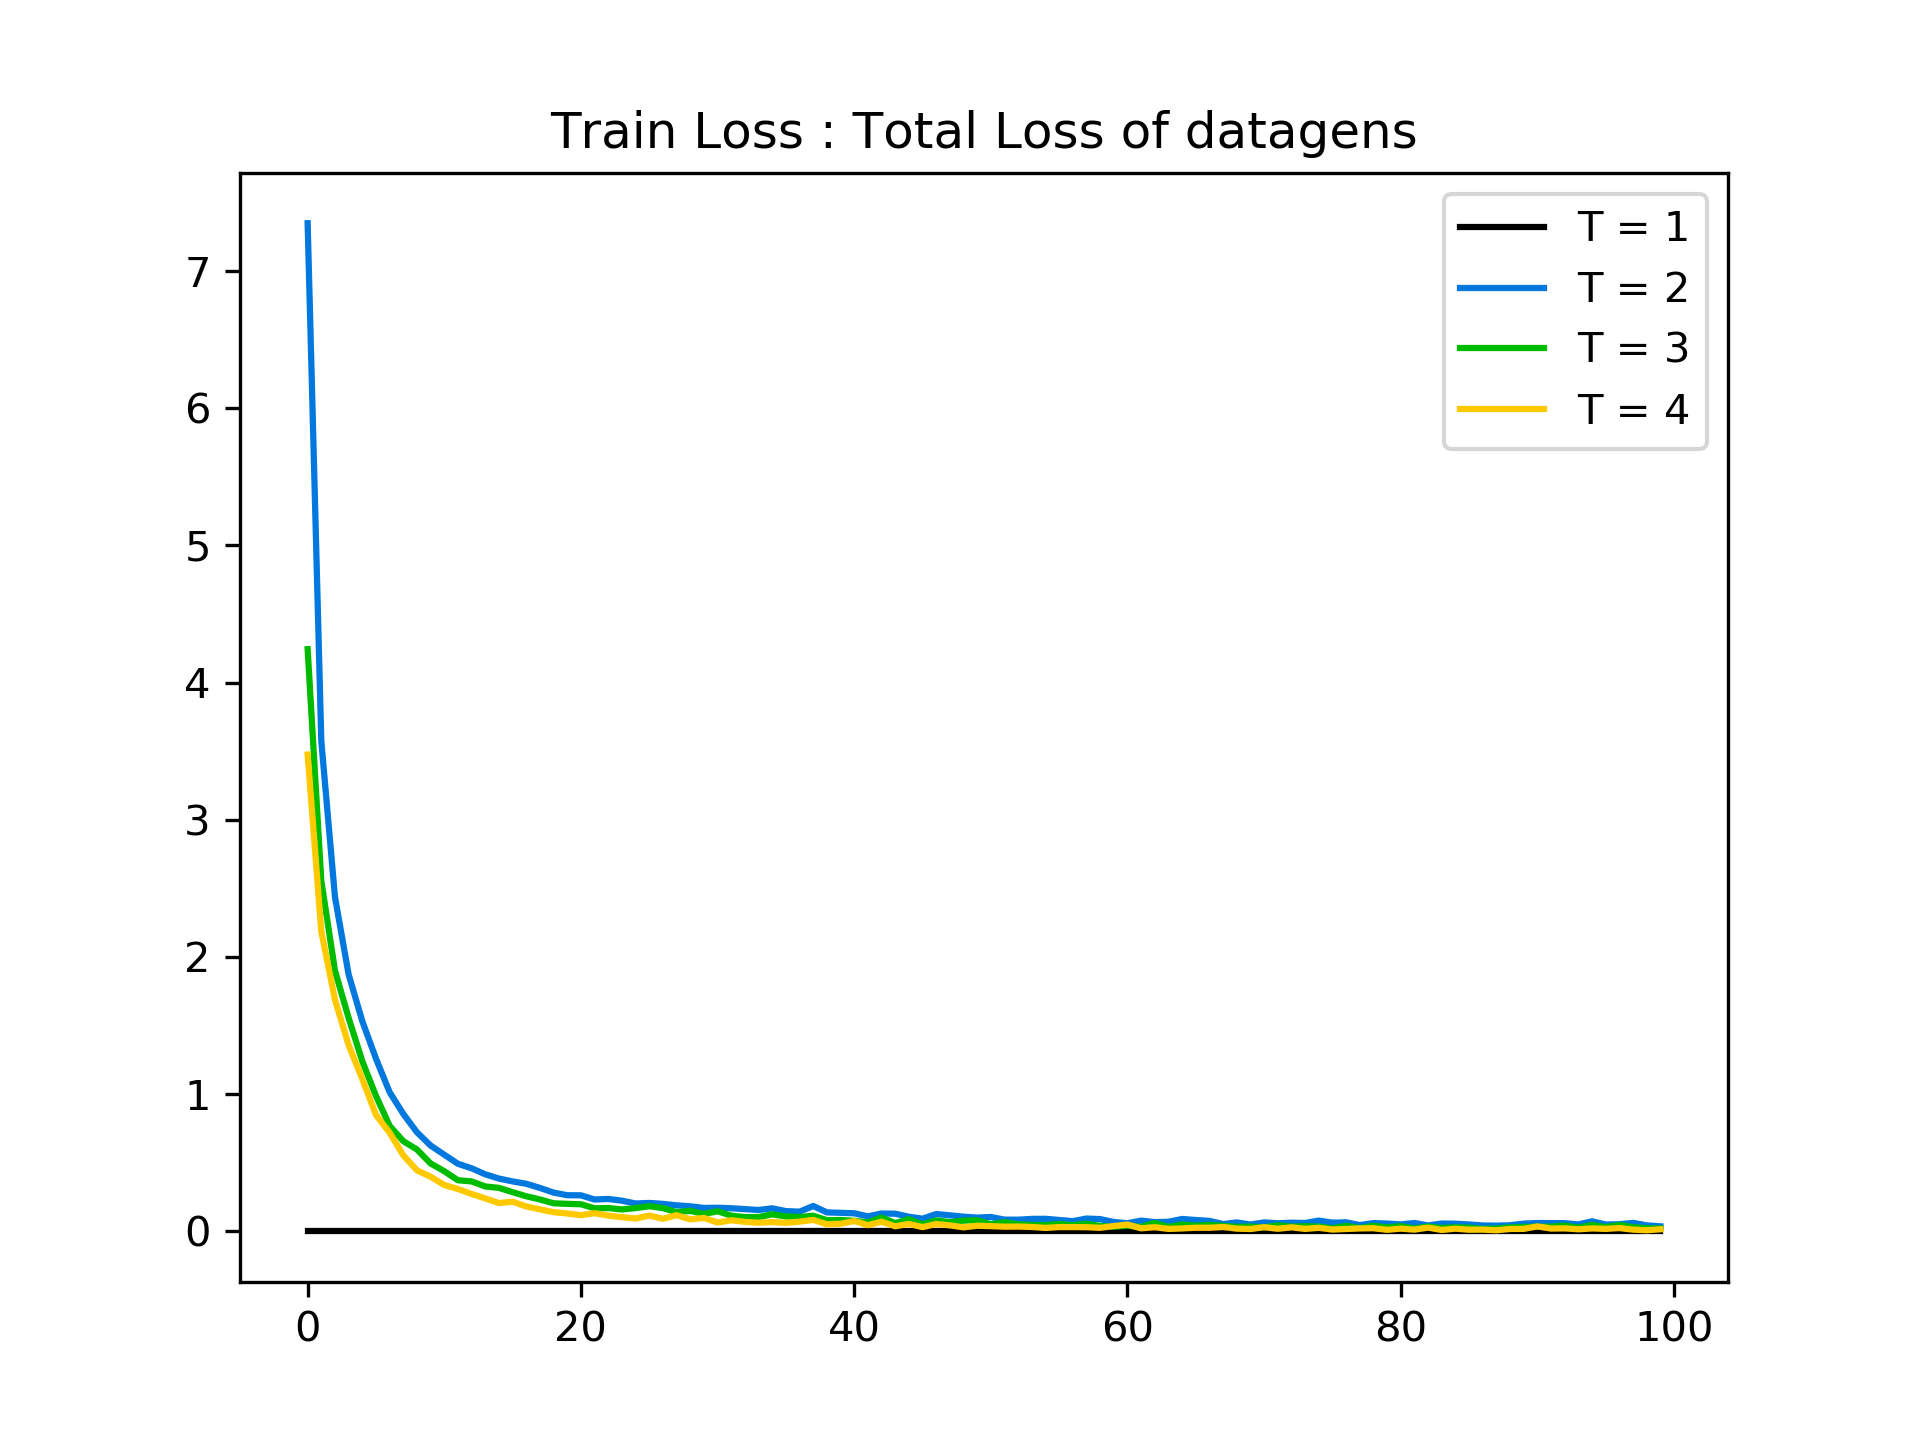 Train Loss : Total Loss of datagens
T = 1
T = 2
T = 3
T = 4
7
6
5
4
3
2
1
0
0 20 40 60 80 100